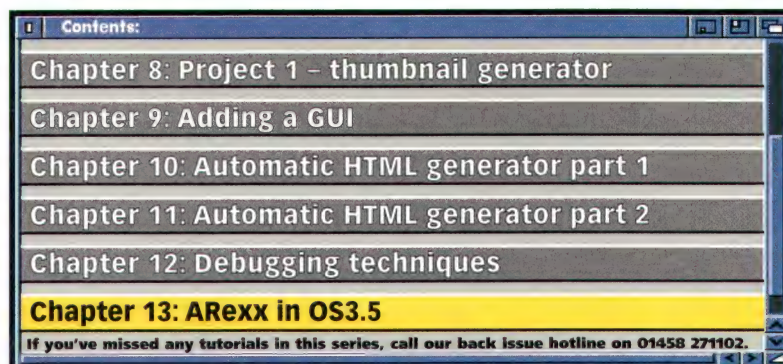 Contents:
Chapter 8: Project 1 – thumbnail generator
Chapter 9: Adding a GUI
Chapter 10: Automatic HTML generator part 1
Chapter 11: Automatic HTML generator part 2
Chapter 12: Debugging techniques
Chapter 13: ARexx in OS3.5
If you've missed any tutorials in this series, call our back issue hotline on 01458 271102.